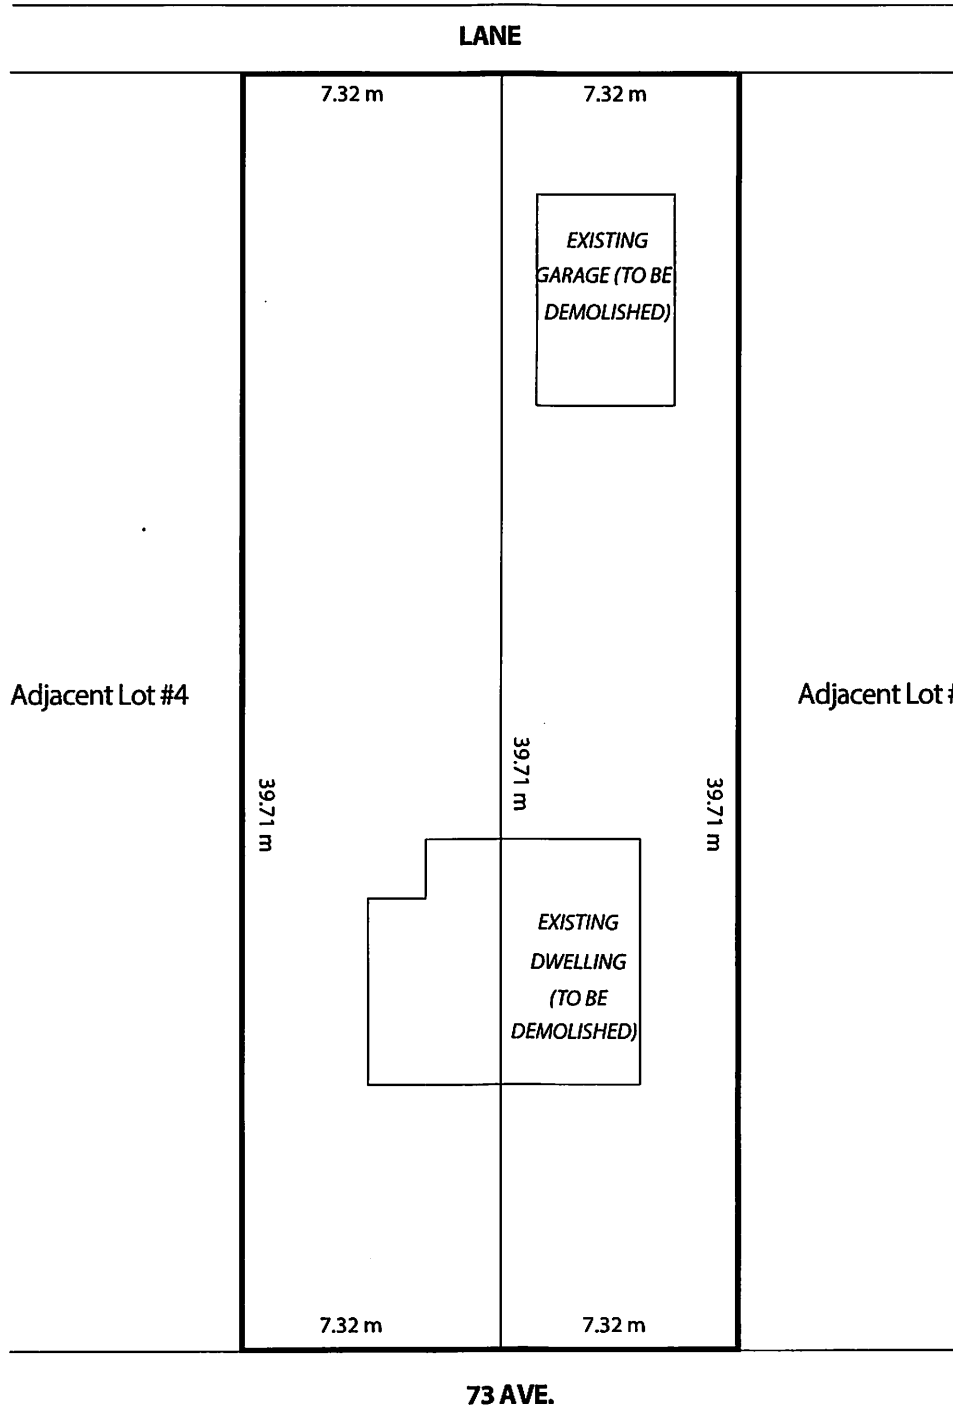 LANE
7.32 m
7.32 m
EXISTING
GARAGE (TO BE
DEMOLISHED)
Adjacent Lot #4
Adjacent Lot #
39.71 m
39.71 m
39.71 m
EXISTING
DWELLING
(TO BE
DEMOLISHED)
7.32 m
7.32 m
73 AVE.